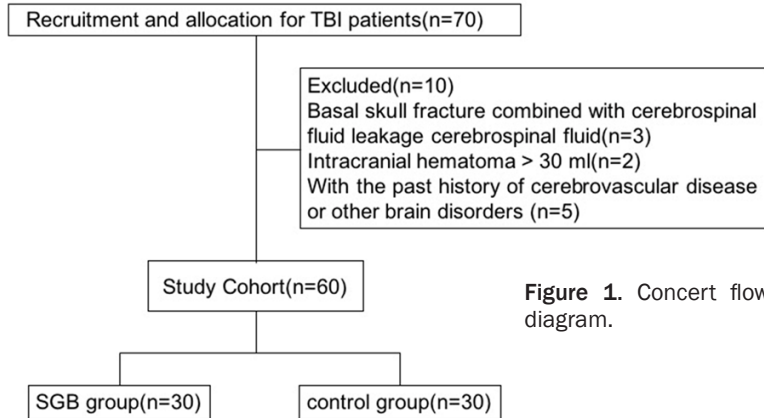 Recruitment and allocation for TBI patients(n=70)
Excluded(n=10)
Basal skull fracture combined with cerebrospinal
fluid leakage cerebrospinal fluid(n=3)
Intracranial hematoma > 30 ml(n=2)
With the past history of cerebrovascular disease
or other brain disorders (n=5)
Study Cohort(n=60)
Figure 1. Concert flow
diagram.
SGB group(n=30)
control group(n=30)